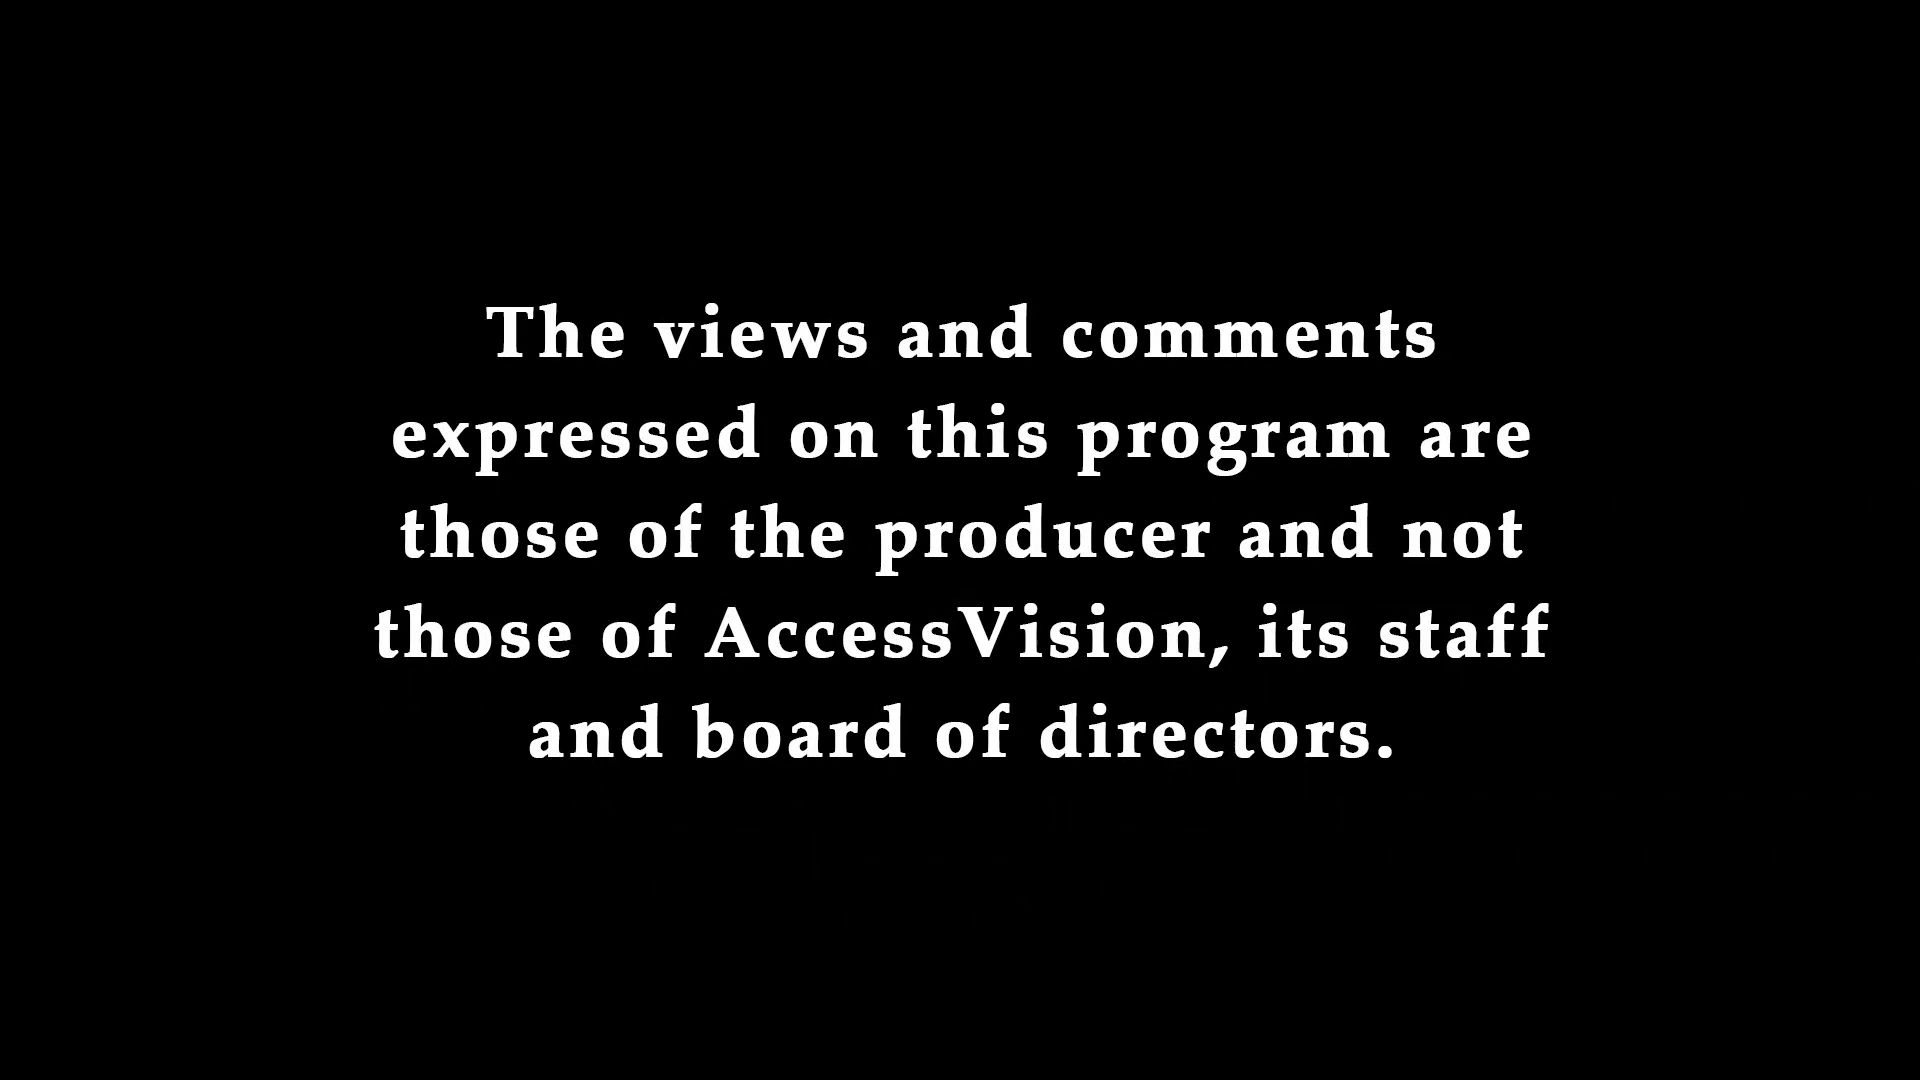 The views and comments
expressed on this program are
those of the producer and not
those of AccessVision, its staff
and board of directors.